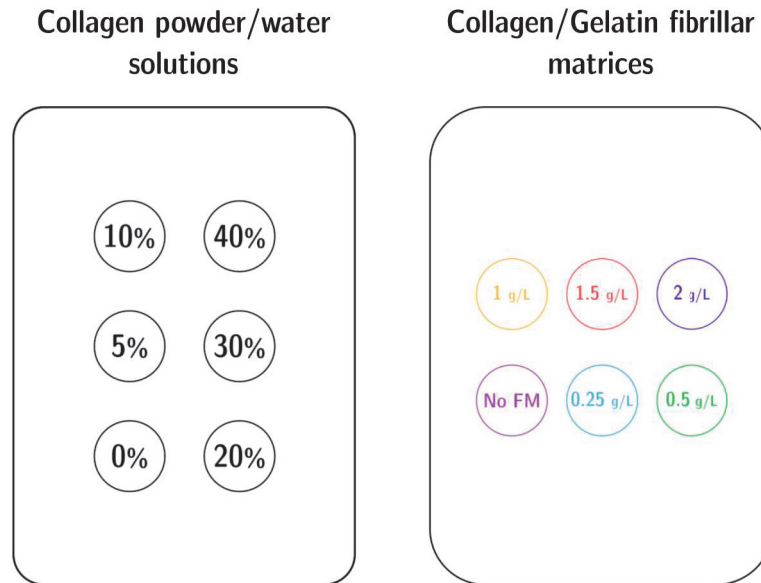 Collagen powder/water
solutions
10% 40%
5% 30%
0% 20%
Collagen/Gelatin fibrillar
matrices
1 g/L 1.5 g/L 2 g/L
No FM 0.25 g/L 0.5 g/L